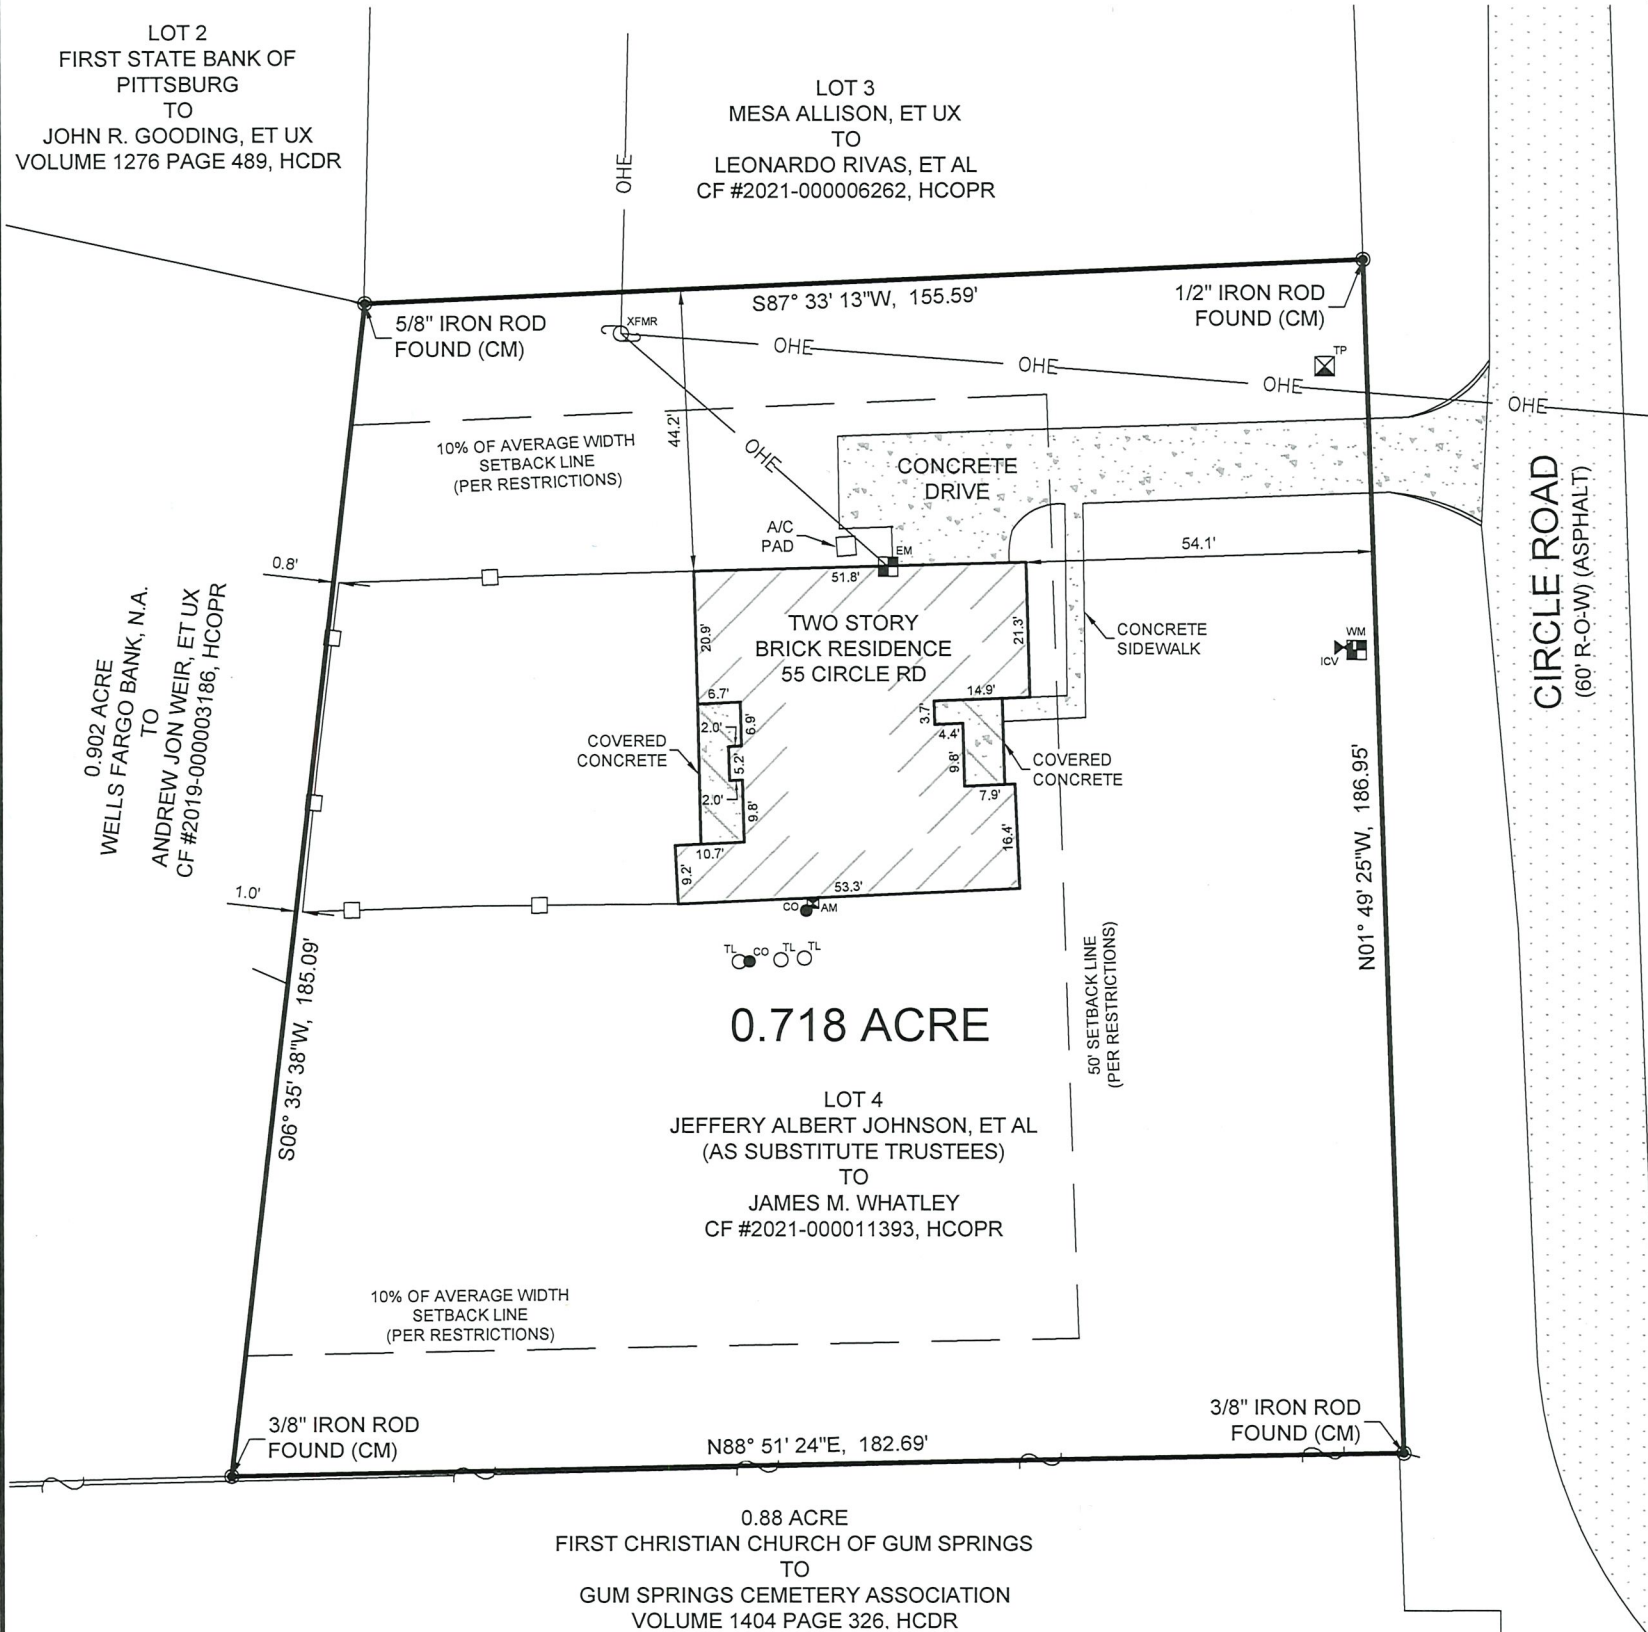 LOT 2
FIRST STATE BANK OF
PITTSBURG
TO
JOHN R. GOODING, ET UX
VOLUME 1276 PAGE 489, HCDR
LOT 3
MESA ALLISON, ET UX
TO
LEONARDO RIVAS, ET AL
CF #2021-000006262, HCOPR
OHE
S87° 33' 13"W, 155.59'
1/2" IRON ROD
FOUND (CM)
5/8" IRON ROD
FOUND (CM)
XFMR
OHE
OHE
OHE
OHE
TP
44.2'
10% OF AVERAGE WIDTH
SETBACK LINE
(PER RESTRICTIONS)
OHE
CONCRETE
DRIVE
A/C
PAD
EM
54.1'
0.8'
51.8'
CIRCLE ROAD
(60' R-O-W) (ASPHALT)
0.902 ACRE
WELLS FARGO BANK, N.A.
TO
ANDREW JON WEIR, ET UX
CF #2019-000003186, HCOPR
TWO STORY
BRICK RESIDENCE
55 CIRCLE RD
20.9'
21.3'
CONCRETE
SIDEWALK
WM
ICV
6.7'
14.9'
2.0'
6.9'
3.7'
4.4'
COVERED
CONCRETE
5.2'
9.8'
COVERED
CONCRETE
2.0'
9.8'
7.9'
16.4'
10.7'
9.2'
53.3'
1.0'
CO
AM
TL
CO
TL
TL
N01° 49' 25"W, 186.95'
S06° 35' 38"W, 185.09'
50' SETBACK LINE
(PER RESTRICTIONS)
0.718 ACRE
LOT 4
JEFFERY ALBERT JOHNSON, ET AL
(AS SUBSTITUTE TRUSTEES)
TO
JAMES M. WHATLEY
CF #2021-000011393, HCOPR
10% OF AVERAGE WIDTH
SETBACK LINE
(PER RESTRICTIONS)
3/8" IRON ROD
FOUND (CM)
3/8" IRON ROD
FOUND (CM)
N88° 51' 24"E, 182.69'
0.88 ACRE
FIRST CHRISTIAN CHURCH OF GUM SPRINGS
TO
GUM SPRINGS CEMETERY ASSOCIATION
VOLUME 1404 PAGE 326, HCDR